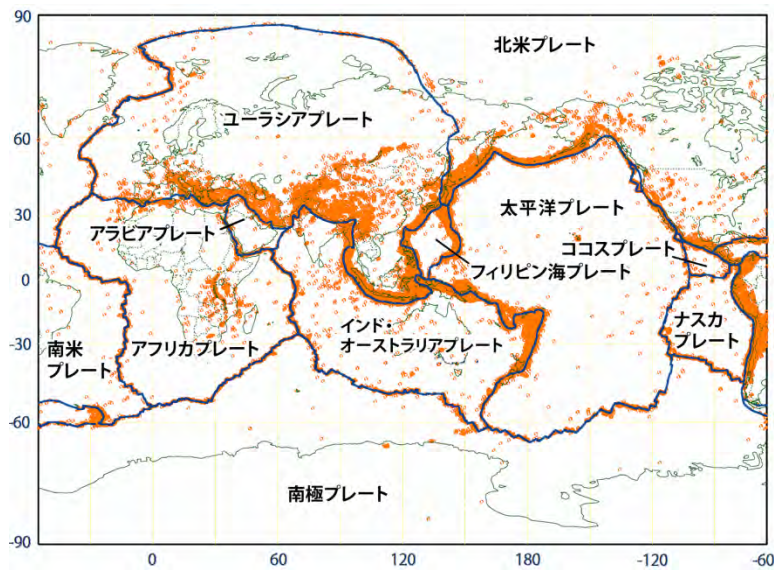 90
北米プレート
ユーラシアプレート
60
太平洋プレート
30
アラビアプレート
ココスプレート
フィリピン海プレート
0
ナスカ
プレート
インド・
オーストラリアプレート
アフリカプレート
南米
プレート
-30
-60
南極プレート
-90
0
60
120
180
-120
-60